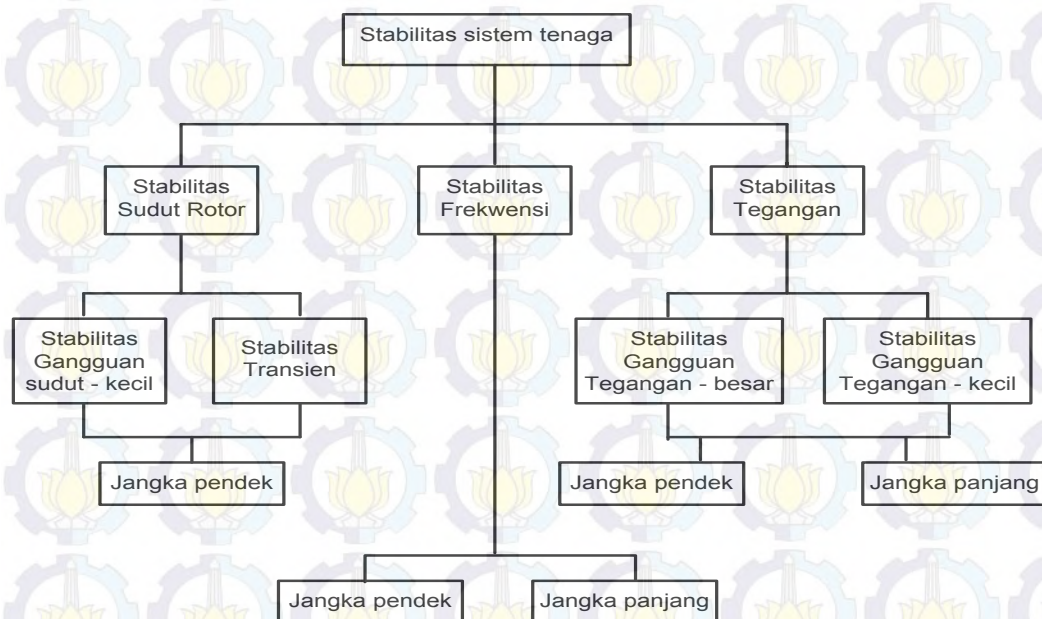 Stabilitas sistem tenaga
Stabilitas
Sudut Rotor
Stabilitas
Frekwensi
Stabilitas
Tegangan
Stabilitas
Gangguan
sudut - kecil
Stabilitas
Transien
Stabilitas
Gangguan
Tegangan - besar
Stabilitas
Gangguan
Tegangan - kecil
Jangka pendek
Jangka pendek
Jangka panjang
Jangka pendek
Jangka panjang